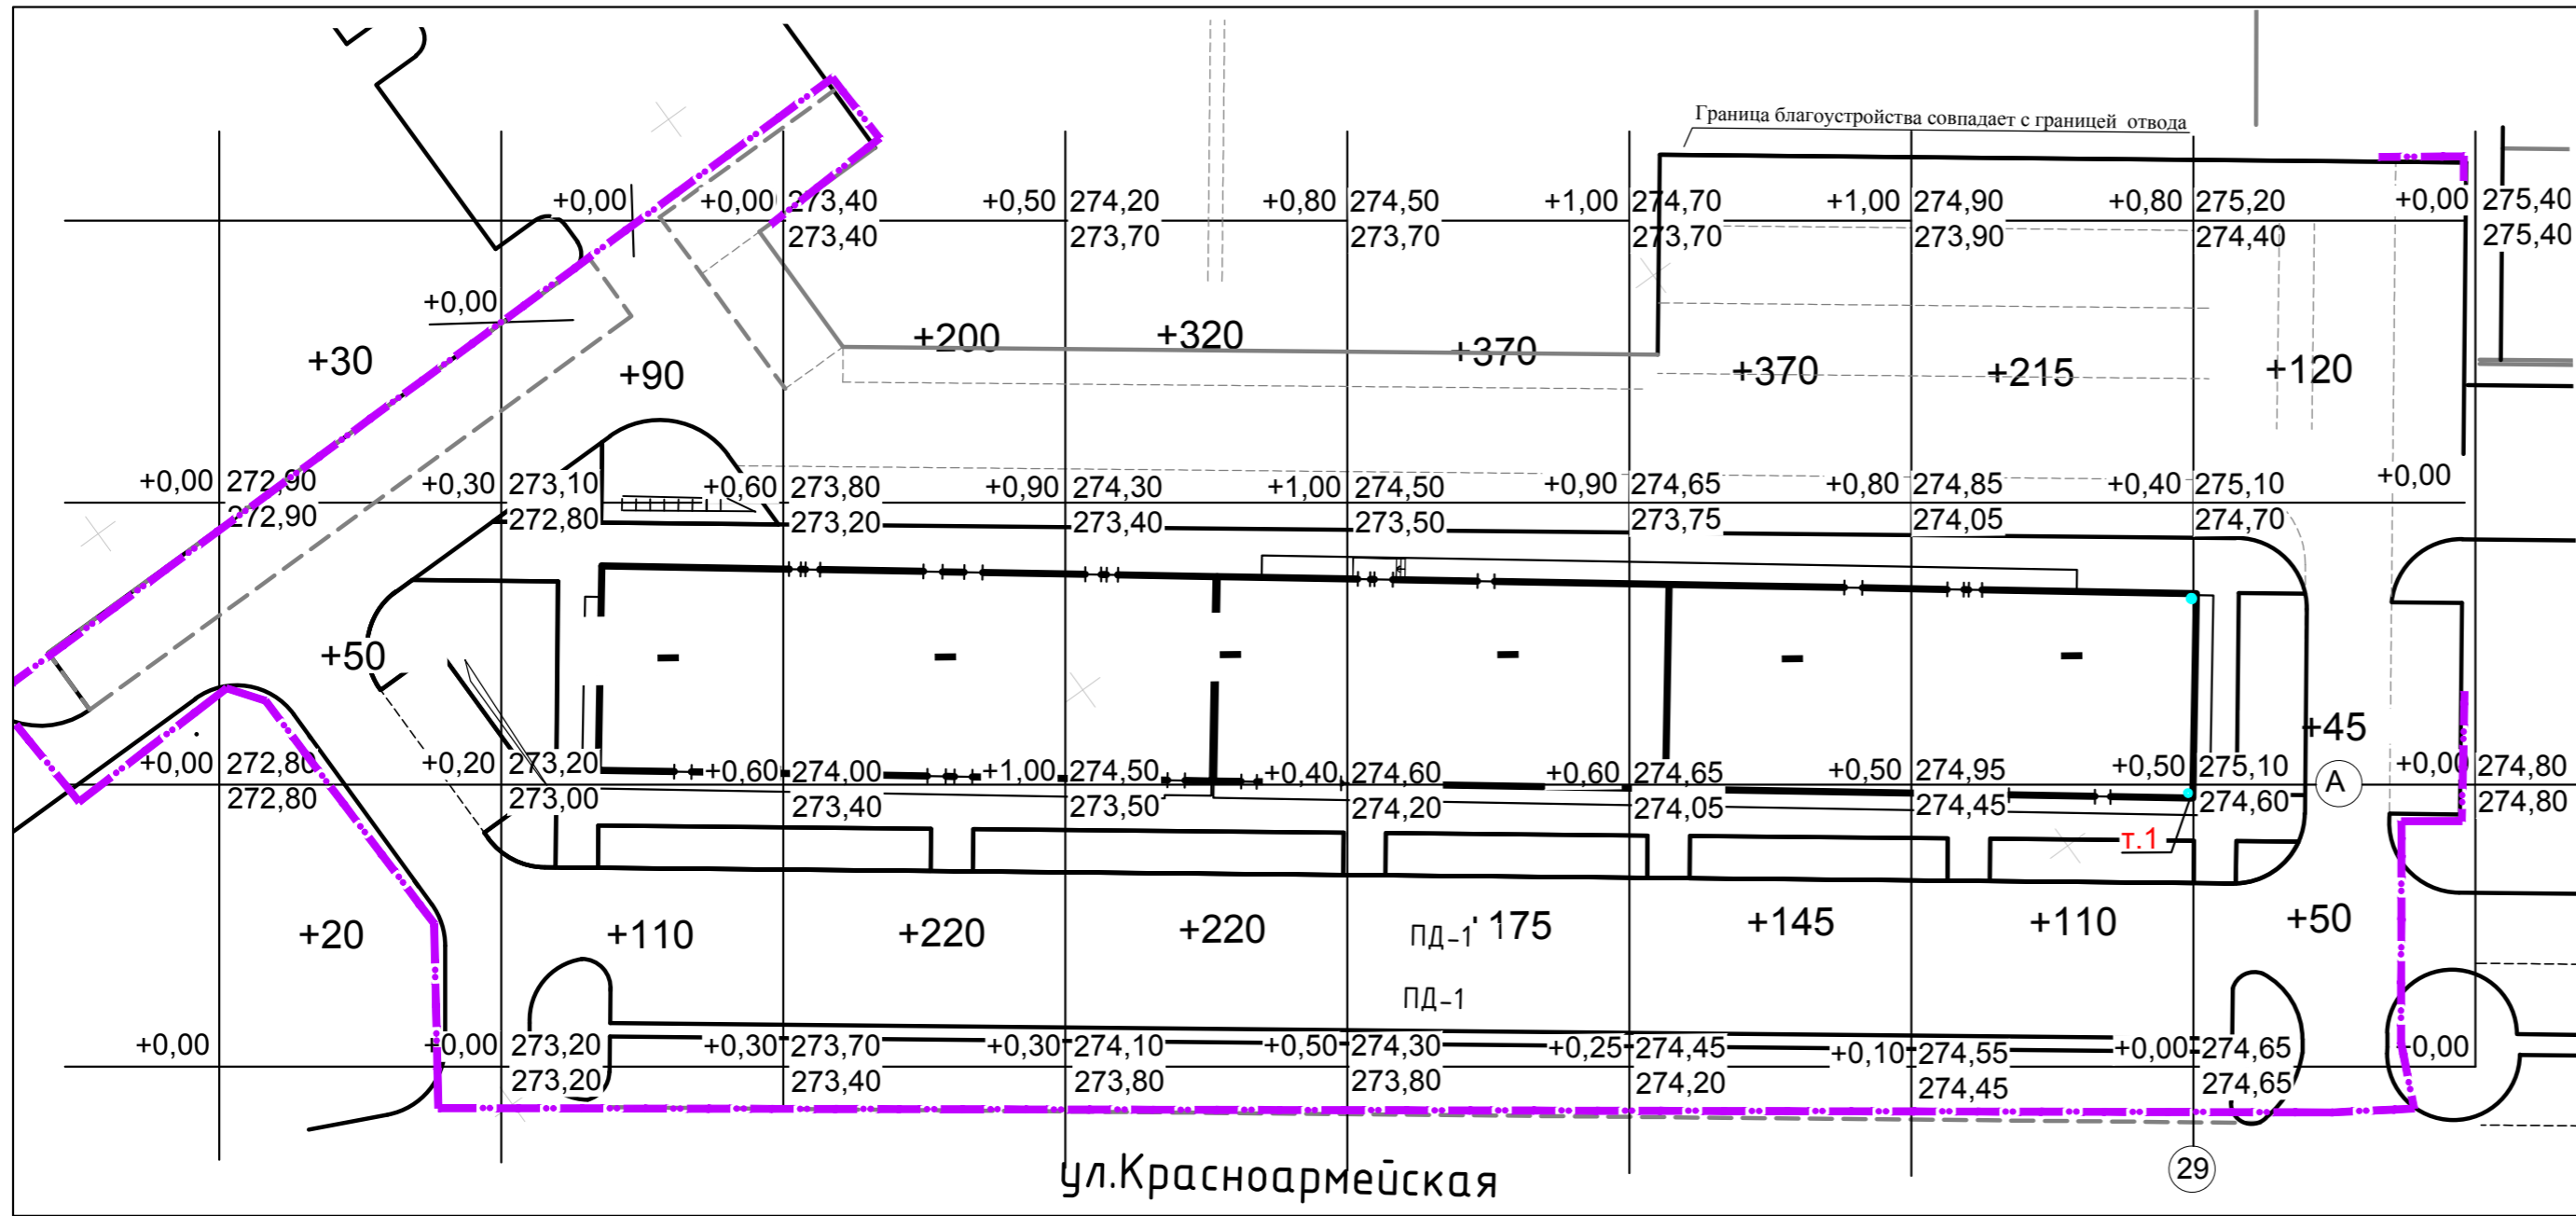 Граница благоустройства совпадает с границей отвода
+0,00 +0,00 273,40 +0,50 274,20 +0,80 274,50 +1,00 274,70 +1,00 274,90 +0,80 275,20 +0,00 275,40
273,40 273,70 273,70 273,70 273,90 274,40 275,40
+0,00
+30 +90 +200 +320 +370 +370 +215 +120
+0,00 272,90 +0,30 273,10 +0,60 273,80 +0,90 274,30 +1,00 274,50 +0,90 274,65 +0,80 274,85 +0,40 275,10 +0,00
272,90 272,80 273,20 273,40 273,50 273,75 274,05 274,70
+50 - - - - - -
+45
+0,00 272,80 +0,20 273,20 +0,60 274,00 +1,00 274,50 +0,40 274,60 +0,60 274,65 +0,50 274,95 +0,50 275,10 А +0,00 274,80
272,80 273,00 273,40 273,50 274,20 274,05 274,45 274,60 274,80
т.1
+20 +110 +220 +220 ПД-1 175 +145 +110 +50
ПД-1
+0,00 +0,00 273,20 +0,30 273,70 +0,30 274,10 +0,50 274,30 +0,25 274,45 +0,10 274,55 +0,00 274,65 +0,00
273,20 273,40 273,80 273,80 274,20 274,45 274,65
ул.Красноармейская
29